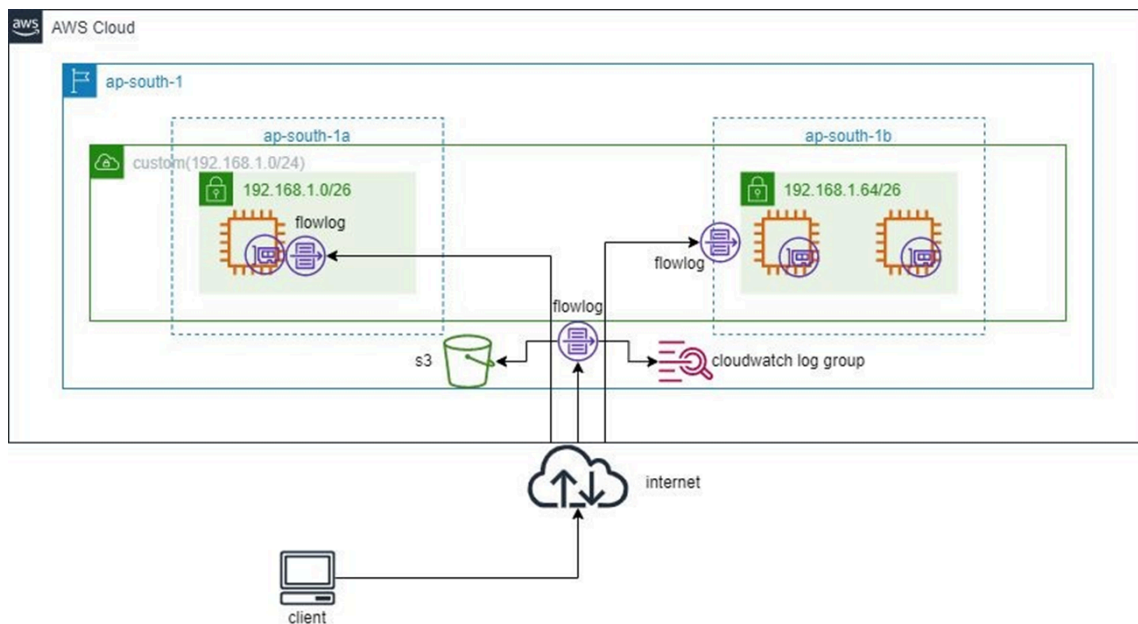 aws
AWS Cloud
ap-south-1
ap-south-1a
ap-south-1b
custom(192.168.1.0/24)
192.168.1.0/26
192.168.1.64/26
flowlog
flowlog
flowlog
s3
cloudwatch log group
internet
client